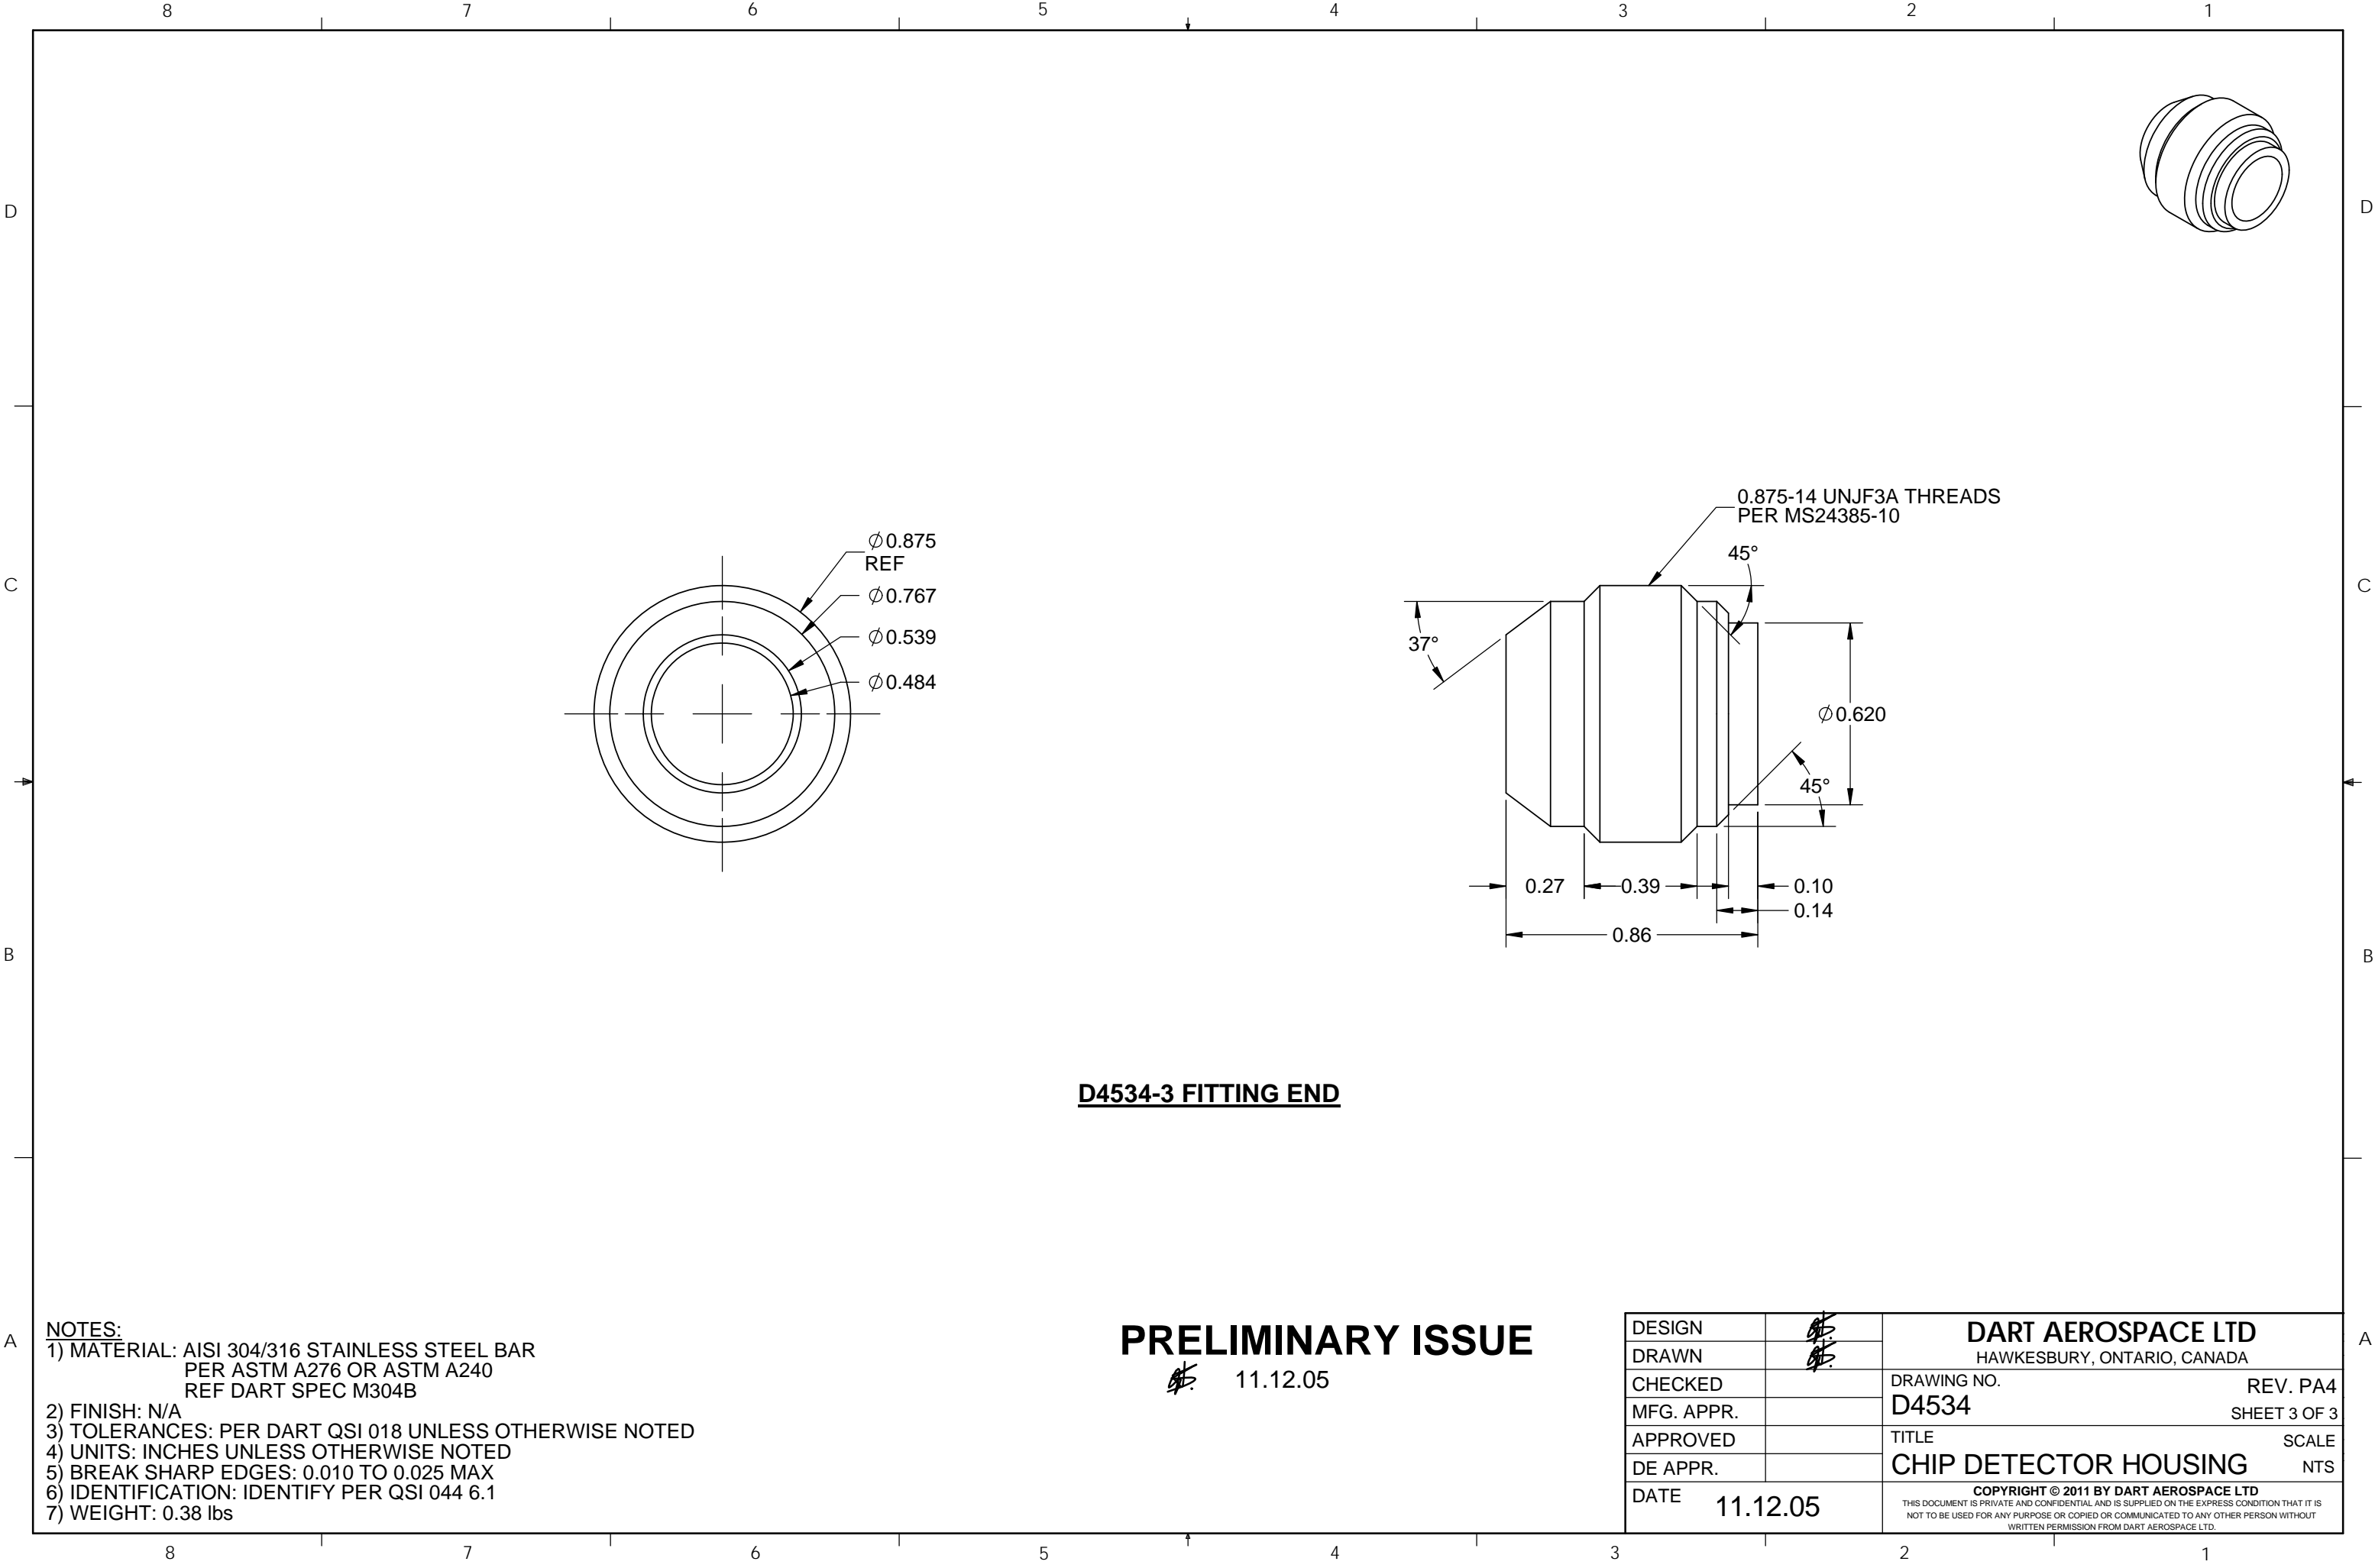 8 7 6 5 4 3 2 1
D D
0.875-14 UNJF3A THREADS
PER MS24385-10
45°
∅0.875
REF
∅0.767
∅0.539
∅0.484
C C
37°
∅0.620
45°
0.27 0.39 0.10
0.14
0.86
B B
D4534-3 FITTING END
NOTES:
1) MATERIAL: AISI 304/316 STAINLESS STEEL BAR
PER ASTM A276 OR ASTM A240
REF DART SPEC M304B
2) FINISH: N/A
3) TOLERANCES: PER DART QSI 018 UNLESS OTHERWISE NOTED
4) UNITS: INCHES UNLESS OTHERWISE NOTED
5) BREAK SHARP EDGES: 0.010 TO 0.025 MAX
6) IDENTIFICATION: IDENTIFY PER QSI 044 6.1
7) WEIGHT: 0.38 lbs
PRELIMINARY ISSUE
11.12.05
A A
DESIGN
DRAWN
CHECKED
MFG. APPR.
APPROVED
DE APPR.
DATE 11.12.05
DART AEROSPACE LTD
HAWKESBURY, ONTARIO, CANADA
DRAWING NO. REV. PA4
D4534 SHEET 3 OF 3
TITLE SCALE
CHIP DETECTOR HOUSING NTS
COPYRIGHT © 2011 BY DART AEROSPACE LTD
THIS DOCUMENT IS PRIVATE AND CONFIDENTIAL AND IS SUPPLIED ON THE EXPRESS CONDITION THAT IT IS
NOT TO BE USED FOR ANY PURPOSE OR COPIED OR COMMUNICATED TO ANY OTHER PERSON WITHOUT
WRITTEN PERMISSION FROM DART AEROSPACE LTD.
8 7 6 5 4 3 2 1